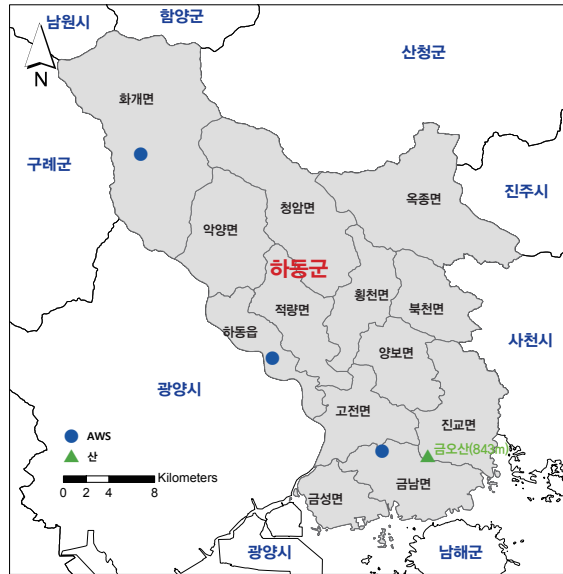 남원시
함양군
산청군
N
화개면
구례군
진주시
옥종면
청암면
악양면
하동군
횡천면
북천면
적량면
하동읍
사천시
양보면
광양시
고전면
진교면
AWS
산
금오산(843m)
Kilometers
0 2 4 8
금남면
금성면
광양시
남해군